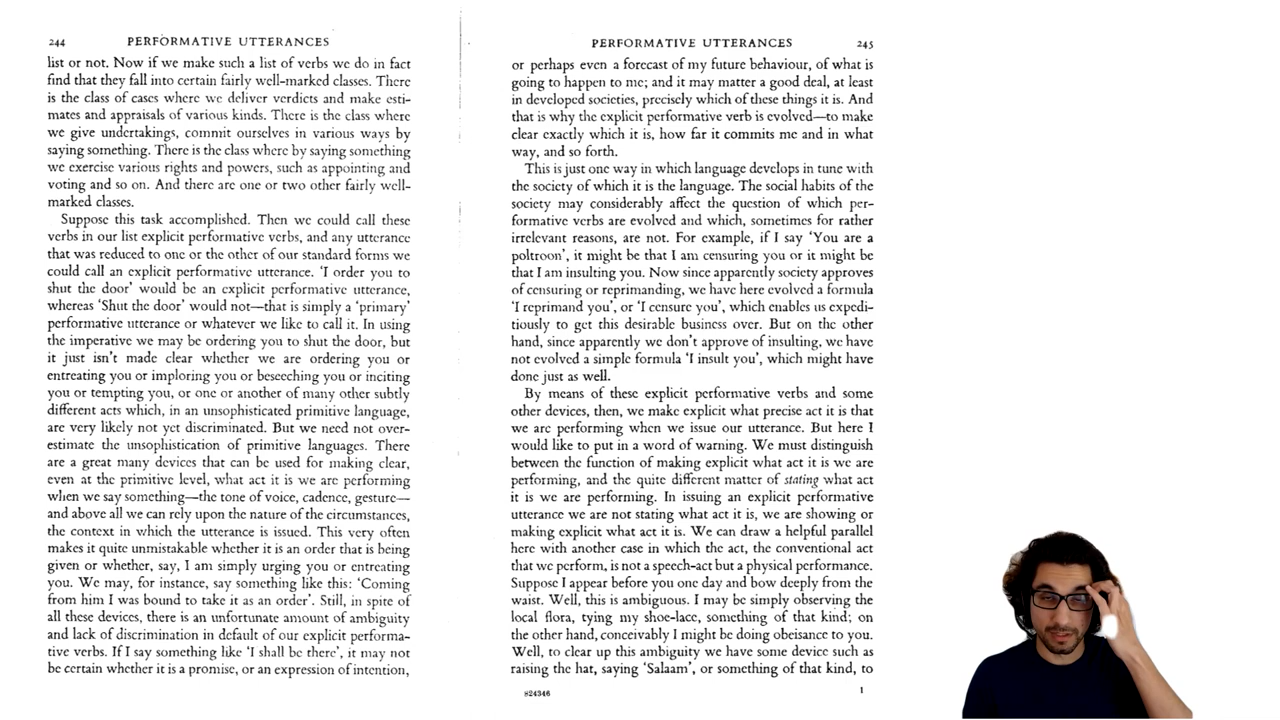 244 PERFORMATIVE UTTERANCES
list or not. Now if we make such a list of verbs we do in fact
find that they fall into certain fairly well-marked classes. There
is the class of cases where we deliver verdicts and make esti-
mates and appraisals of various kinds. There is the class where
we give undertakings, commit ourselves in various ways by
saying something. There is the class where by saying something
we exercise various rights and powers, such as appointing and
voting and so on. And there are one or two other fairly well-
marked classes.
Suppose this task accomplished. Then we could call these
verbs in our list explicit performative verbs, and any utterance
that was reduced to one or the other of our standard forms we
could call an explicit performative utterance. 'I order you to
shut the door' would be an explicit performative utterance,
whereas 'Shut the door' would not—that is simply a 'primary'
performative utterance or whatever we like to call it. In using
the imperative we may be ordering you to shut the door, but
it just isn't made clear whether we are ordering you or
entreating you or imploring you or beseeching you or inciting
you or tempting you, or one or another of many other subtly
different acts which, in an unsophisticated primitive language,
are very likely not yet discriminated. But we need not over-
estimate the unsophistication of primitive languages. There
are a great many devices that can be used for making clear,
even at the primitive level, what act it is we are performing
when we say something—the tone of voice, cadence, gesture—
and above all we can rely upon the nature of the circumstances,
the context in which the utterance is issued. This very often
makes it quite unmistakable whether it is an order that is being
given or whether, say, I am simply urging you or entreating
you. We may, for instance, say something like this: 'Coming
from him I was bound to take it as an order'. Still, in spite of
all these devices, there is an unfortunate amount of ambiguity
and lack of discrimination in default of our explicit performa-
tive verbs. If I say something like 'I shall be there', it may not
be certain whether it is a promise, or an expression of intention,
PERFORMATIVE UTTERANCES 245
or perhaps even a forecast of my future behaviour, of what is
going to happen to me; and it may matter a good deal, at least
in developed societies, precisely which of these things it is. And
that is why the explicit performative verb is evolved—to make
clear exactly which it is, how far it commits me and in what
way, and so forth.
This is just one way in which language develops in tune with
the society of which it is the language. The social habits of the
society may considerably affect the question of which per-
formative verbs are evolved and which, sometimes for rather
irrelevant reasons, are not. For example, if I say 'You are a
poltroon', it might be that I am censuring you or it might be
that I am insulting you. Now since apparently society approves
of censuring or reprimanding, we have here evolved a formula
'I reprimand you', or 'I censure you', which enables us expedi-
tiously to get this desirable business over. But on the other
hand, since apparently we don't approve of insulting, we have
not evolved a simple formula 'I insult you', which might have
done just as well.
By means of these explicit performative verbs and some
other devices, then, we make explicit what precise act it is that
we are performing when we issue our utterance. But here I
would like to put in a word of warning. We must distinguish
between the function of making explicit what act it is we are
performing, and the quite different matter of stating what act
it is we are performing. In issuing an explicit performative
utterance we are not stating what act it is, we are showing or
making explicit what act it is. We can draw a helpful parallel
here with another case in which the act, the conventional act
that we perform, is not a speech-act but a physical performance.
Suppose I appear before you one day and bow deeply from the
waist. Well, this is ambiguous. I may be simply observing the
local flora, tying my shoe-lace, something of that kind; on
the other hand, conceivably I might be doing obeisance to you.
Well, to clear up this ambiguity we have some device such as
raising the hat, saying 'Salaam', or something of that kind, to
824346 I